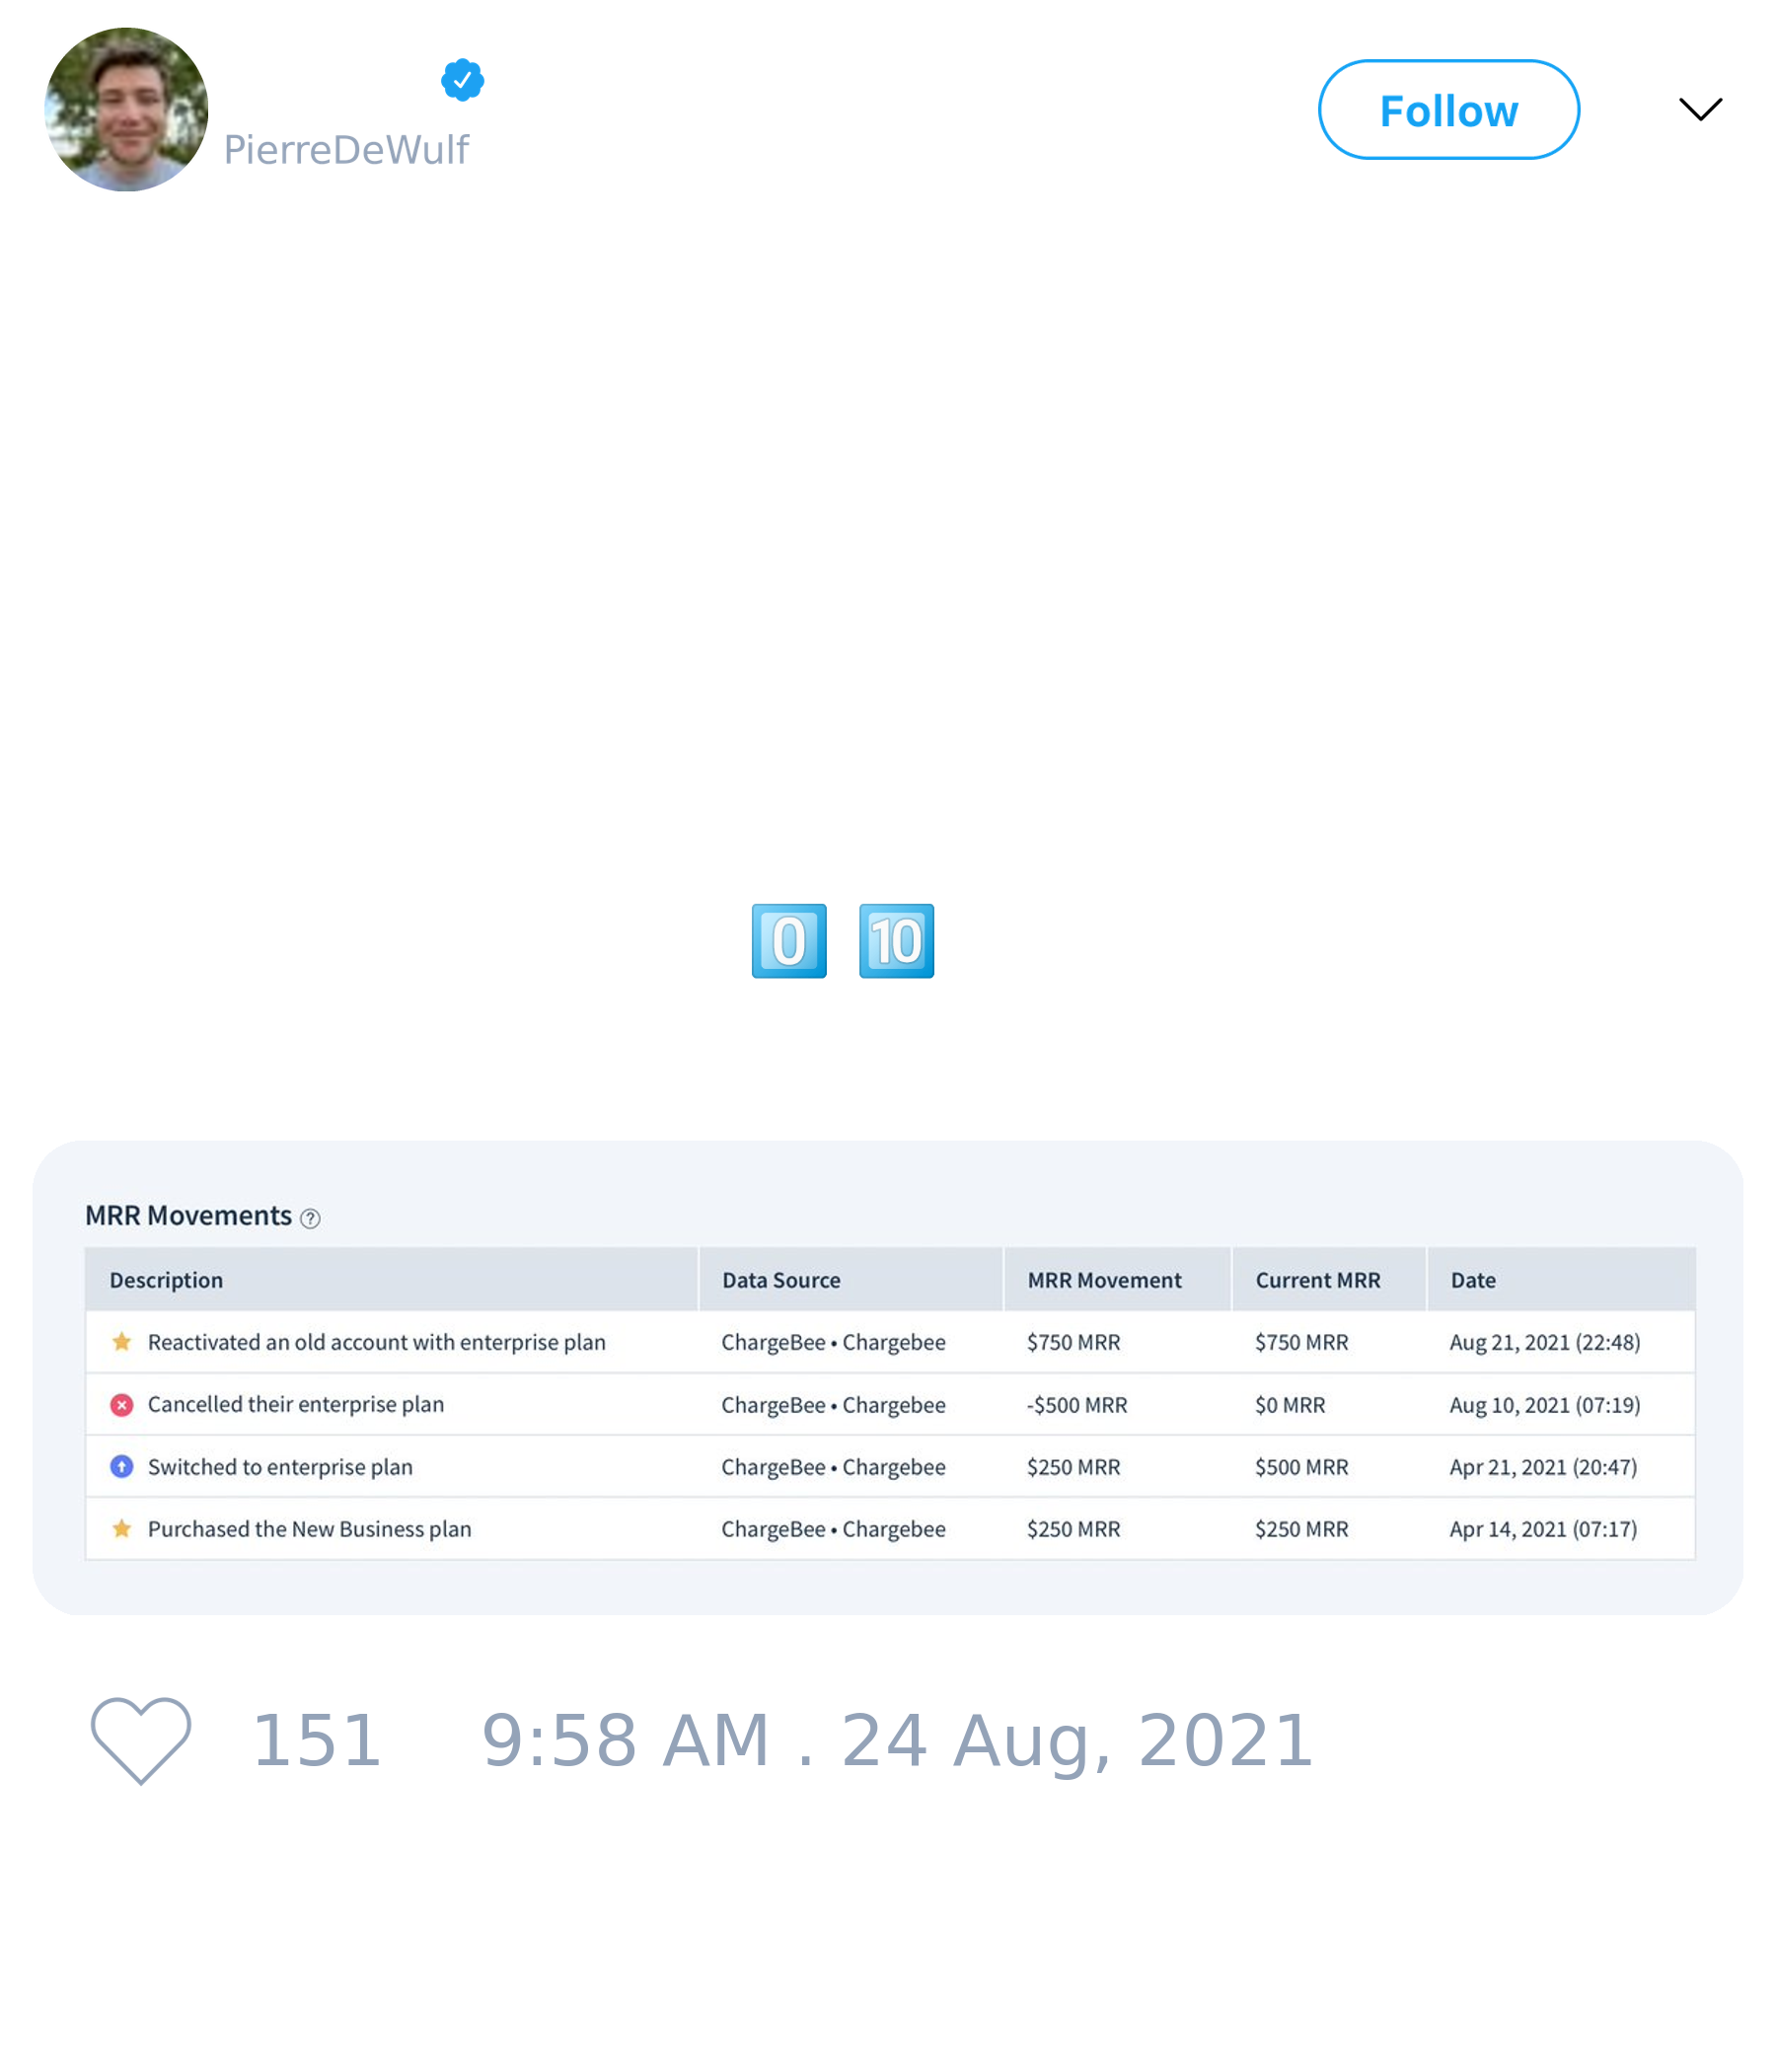 PierreDeWulf
Follow
0 10
MRR Movements ?
Description Data Source MRR Movement Current MRR Date
Reactivated an old account with enterprise plan ChargeBee • Chargebee $750 MRR $750 MRR Aug 21, 2021 (22:48)
Cancelled their enterprise plan ChargeBee • Chargebee -$500 MRR $0 MRR Aug 10, 2021 (07:19)
Switched to enterprise plan ChargeBee • Chargebee $250 MRR $500 MRR Apr 21, 2021 (20:47)
Purchased the New Business plan ChargeBee • Chargebee $250 MRR $250 MRR Apr 14, 2021 (07:17)
151 9:58 AM . 24 Aug, 2021